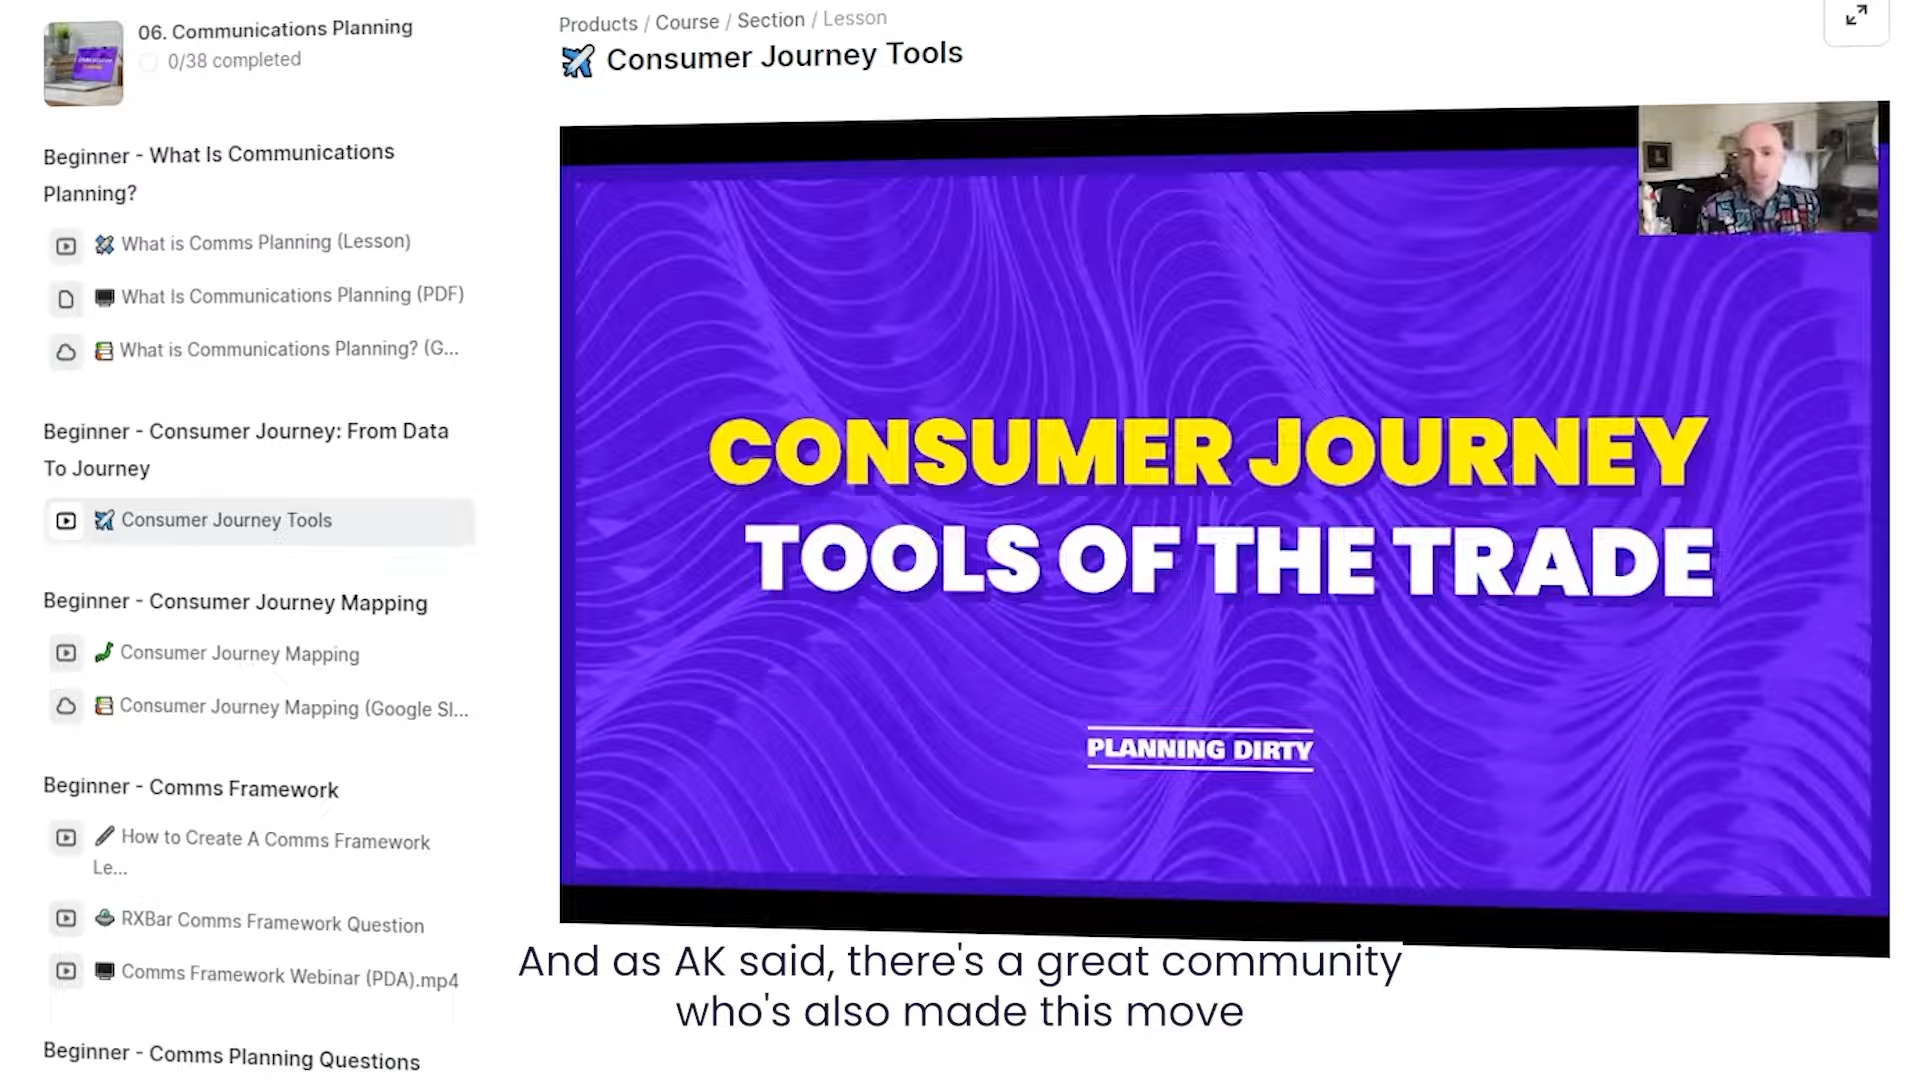 06. Communications Planning
0/38 completed
Beginner - What Is Communications
Planning?
What is Comms Planning (Lesson)
What Is Communications Planning (PDF)
What is Communications Planning? (G...
Beginner - Consumer Journey: From Data
To Journey
Consumer Journey Tools
Beginner - Consumer Journey Mapping
Consumer Journey Mapping
Consumer Journey Mapping (Google Sl...
Beginner - Comms Framework
How to Create A Comms Framework
Le...
RXBar Comms Framework Question
Comms Framework Webinar (PDA).mp4
Beginner - Comms Planning Questions
Products / Course / Section / Lesson
Consumer Journey Tools
CONSUMER JOURNEY
TOOLS OF THE TRADE
PLANNING DIRTY
And as AK said, there's a great community
who's also made this move